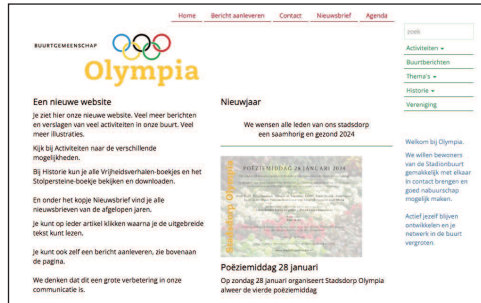 Home Bericht aanleveren Contact Nieuwsbrief Agenda
BUURTGEMEENSCHAP
Olympia
Een nieuwe website
Je ziet hier onze nieuwe website. Veel meer berichten
en verslagen van veel activiteiten in onze buurt. Veel
meer illustraties.
Kijk bij Activiteiten naar de verschillende
mogelijkheden.
Bij Historie kun je alle Vrijheidsverhalen-boekjes en het
Stolpersteine-boekje bekijken en downloaden.
En onder het kopje Nieuwsbrief vind je alle
nieuwsbrieven van de afgelopen jaren.
Je kunt op ieder artikel klikken waarna je de uitgebreide
tekst kunt lezen.
Je kunt ook zelf een bericht aanleveren, zie bovenaan
de pagina.
We denken dat dit een grote verbetering in onze
communicatie is.
Nieuwjaar
We wensen alle leden van ons stadsdorp
een saamhorig en gezond 2024
Stadsdorp Olympia
POËZIEMIDDAG 28 JANUARI 2024
Poëziemiddag 28 januari
Op zondag 28 januari organiseert Stadsdorp Olympia
alweer de vierde poëziemiddag
zoek
Activiteiten
Buurtberichten
Thema's
Historie
Vereniging
Welkom bij Olympia.
We willen bewoners
van de Stadionbuurt
gemakkelijk met elkaar
in contact brengen en
goed nabuurschap
mogelijk maken.
Actief jezelf blijven
ontwikkelen en je
netwerk in de buurt
vergroten.